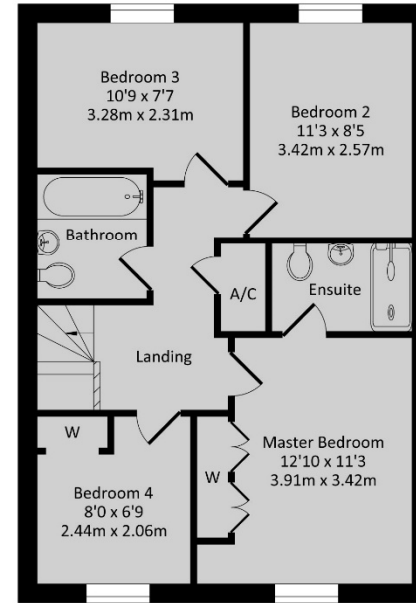 Bedroom 3
10'9 x 7'7
3.28m x 2.31m
Bedroom 2
11'3 x 8'5
3.42m x 2.57m
Bathroom
A/C
Ensuite
Landing
W
Bedroom 4
8'0 x 6'9
2.44m x 2.06m
W
Master Bedroom
12'10 x 11'3
3.91m x 3.42m